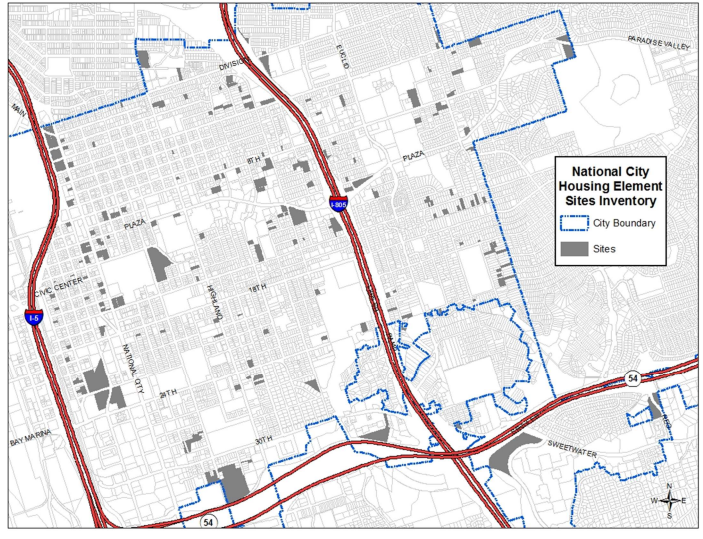 PARADISE VALLEY
EUCLID
DIVISION
MAIN
8TH
PLAZA
National City
Housing Element
Sites Inventory
City Boundary
Sites
I-805
PLAZA
CIVIC CENTER
18TH
HIGHLAND
I-5
NATIONAL CITY
24TH
54
BAY MARINA
30TH
SWEETWATER
54
N
W
E
S